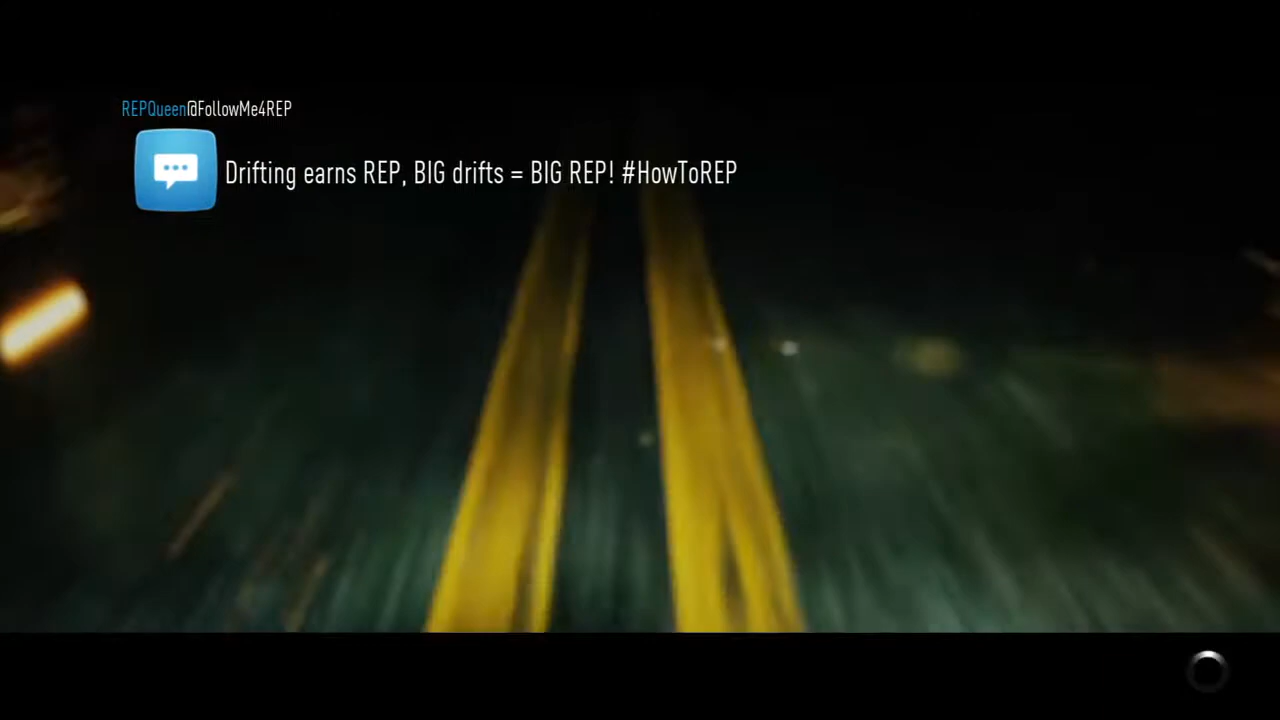 REPQueen@FollowMe4REP
Drifting earns REP, BIG drifts = BIG REP! #HowToREP